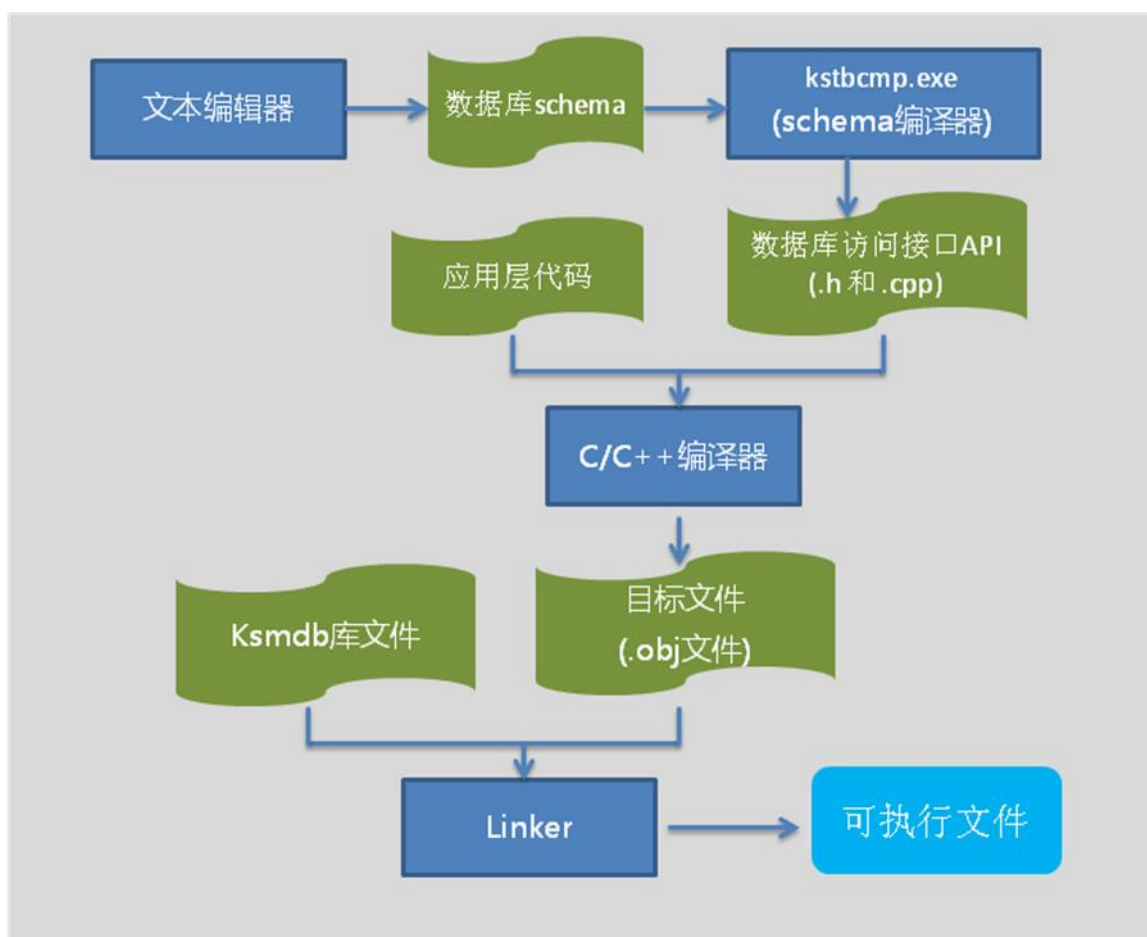 文本编辑器
数据库schema
kstbcmp.exe
(schema编译器)
应用层代码
数据库访问接口API
(.h 和 .cpp)
C/C++编译器
Ksmdb库文件
目标文件
(.obj文件)
Linker
可执行文件